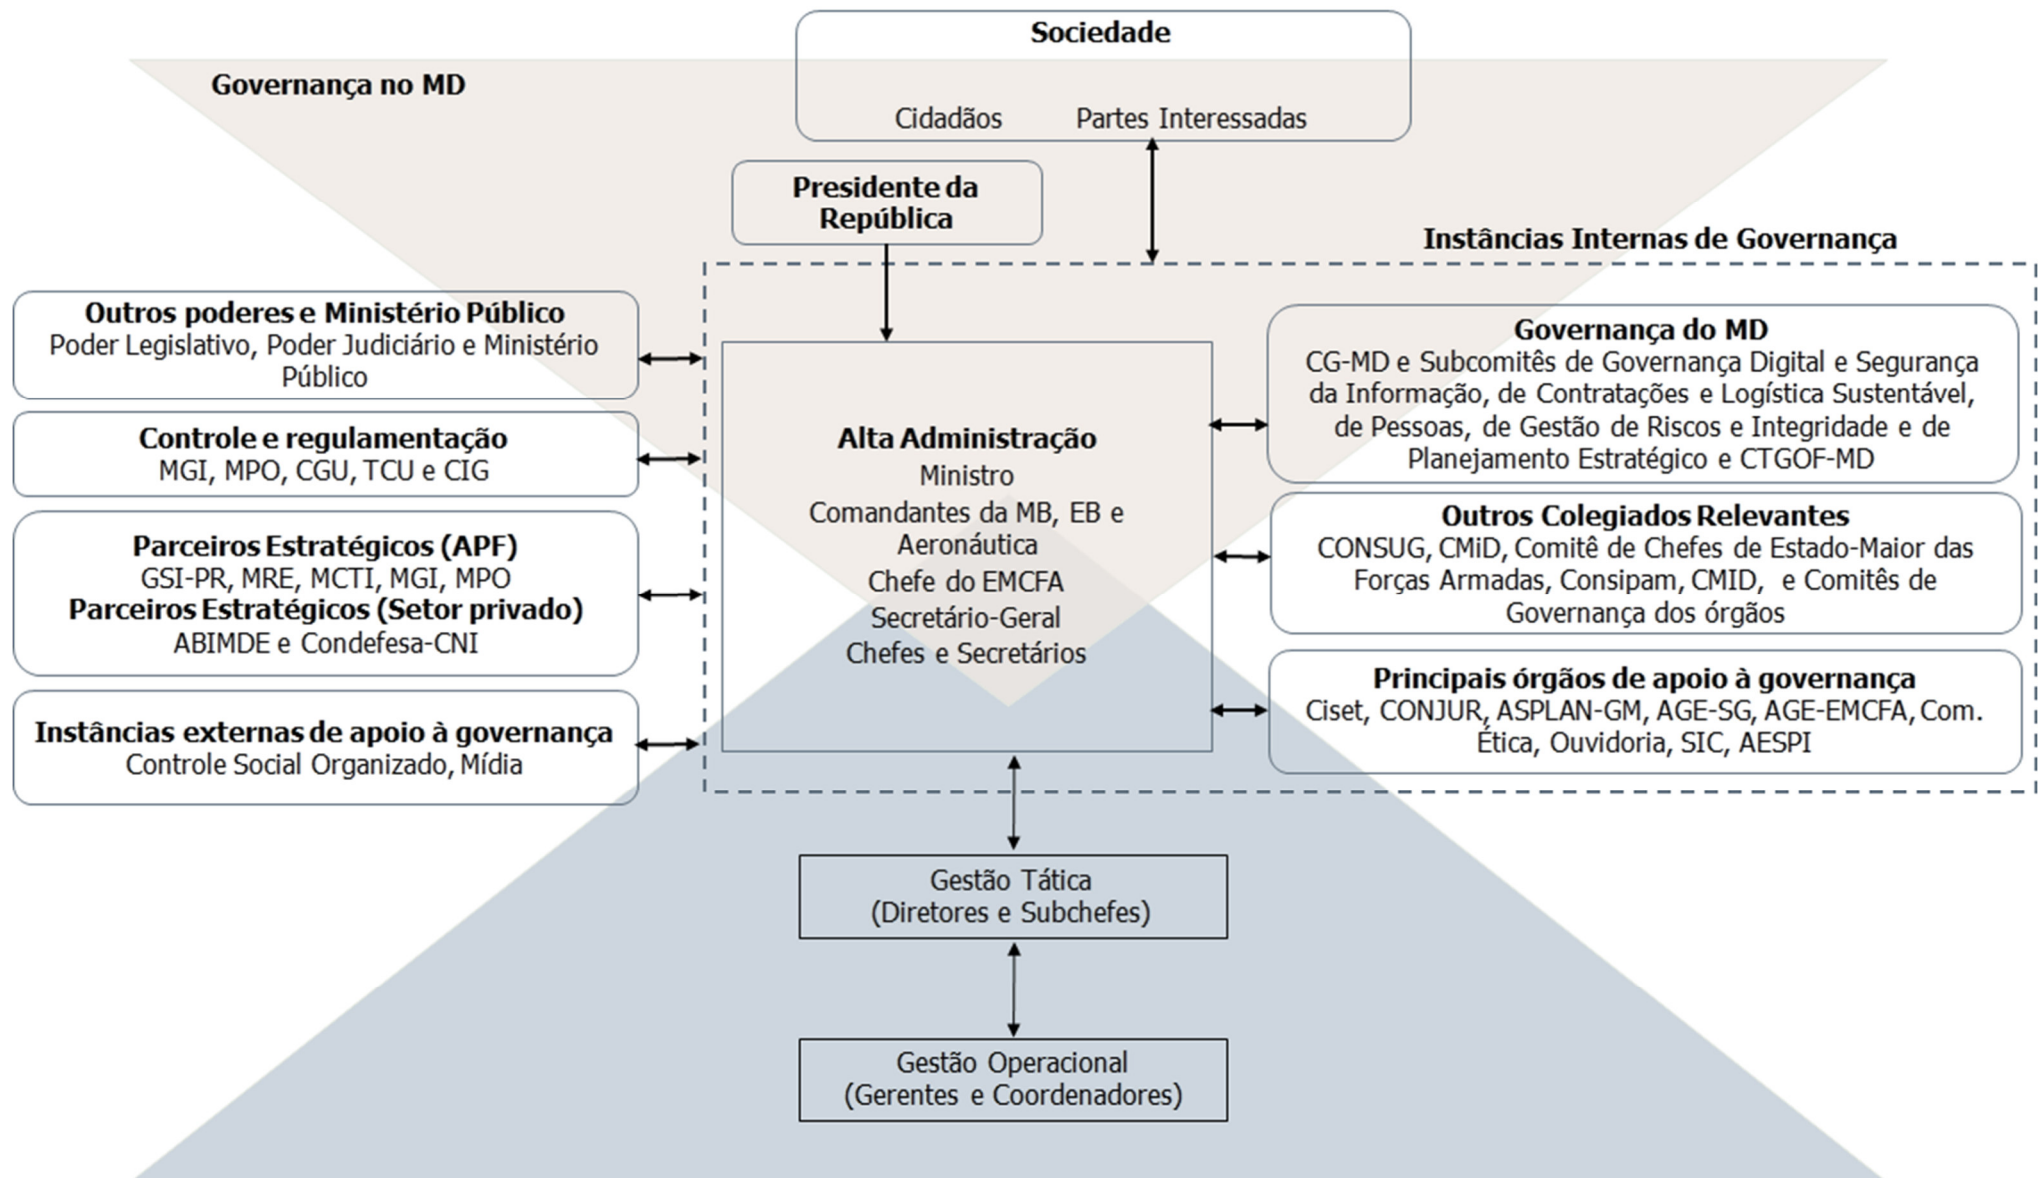 Sociedade
Cidadãos Partes Interessadas
Governança no MD
Presidente da
República
Instâncias Internas de Governança
Outros poderes e Ministério Público
Poder Legislativo, Poder Judiciário e Ministério
Público
Controle e regulamentação
MGI, MPO, CGU, TCU e CIG
Parceiros Estratégicos (APF)
GSI-PR, MRE, MCTI, MGI, MPO
Parceiros Estratégicos (Setor privado)
ABIMDE e Condefesa-CNI
Instâncias externas de apoio à governança
Controle Social Organizado, Mídia
Alta Administração
Ministro
Comandantes da MB, EB e
Aeronáutica
Chefe do EMCFA
Secretário-Geral
Chefes e Secretários
Governança do MD
CG-MD e Subcomitês de Governança Digital e Segurança
da Informação, de Contratações e Logística Sustentável,
de Pessoas, de Gestão de Riscos e Integridade e de
Planejamento Estratégico e CTGOF-MD
Outros Colegiados Relevantes
CONSUG, CMiD, Comitê de Chefes de Estado-Maior das
Forças Armadas, Consipam, CMID, e Comitês de
Governança dos órgãos
Principais órgãos de apoio à governança
Ciset, CONJUR, ASPLAN-GM, AGE-SG, AGE-EMCFA, Com.
Ética, Ouvidoria, SIC, AESPI
Gestão Tática
(Diretores e Subchefes)
Gestão Operacional
(Gerentes e Coordenadores)